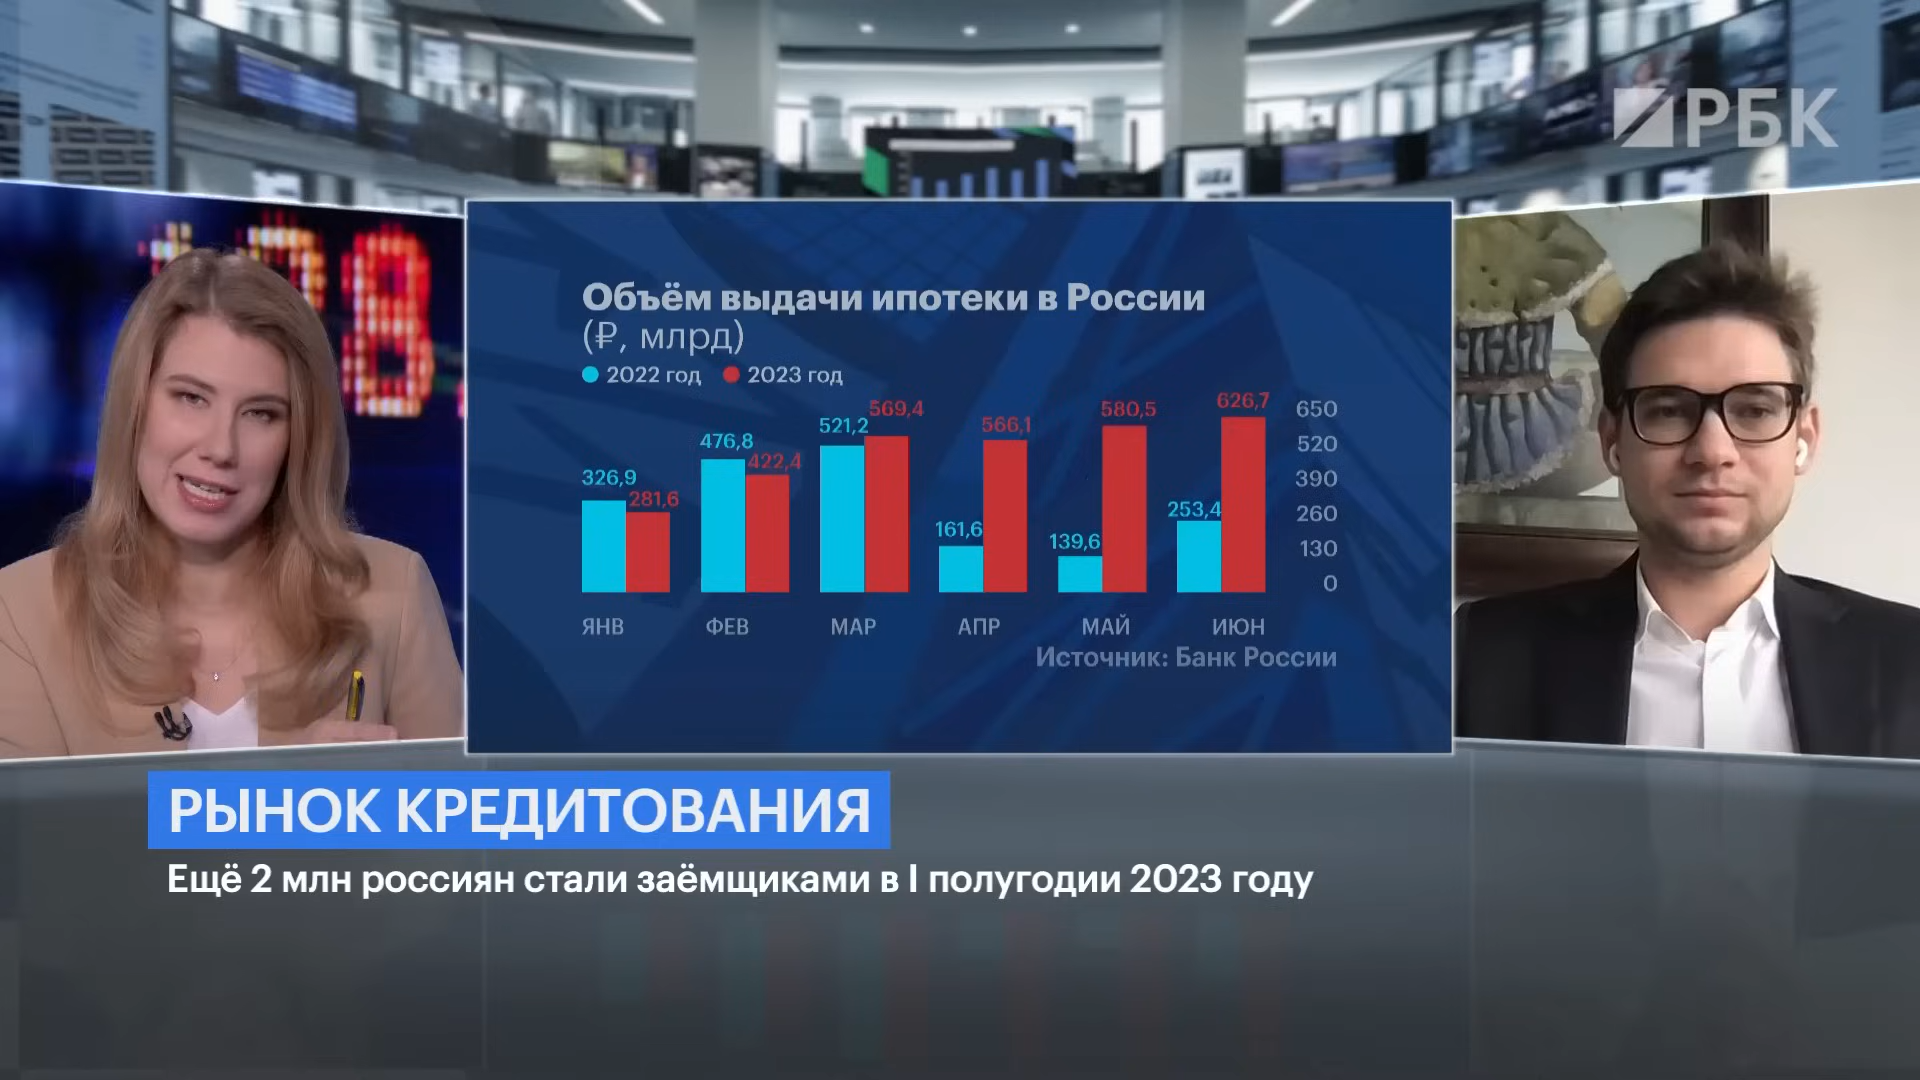 РБК
Объём выдачи ипотеки в России
(₽, млрд)
2022 год 2023 год
326,9 281,6 476,8 422,4 521,2 569,4 161,6 566,1 139,6 580,5 253,4 626,7
650
520
390
260
130
0
ЯНВ ФЕВ МАР АПР МАЙ ИЮН
Источник: Банк России
РЫНОК КРЕДИТОВАНИЯ
Ещё 2 млн россиян стали заёмщиками в I полугодии 2023 году